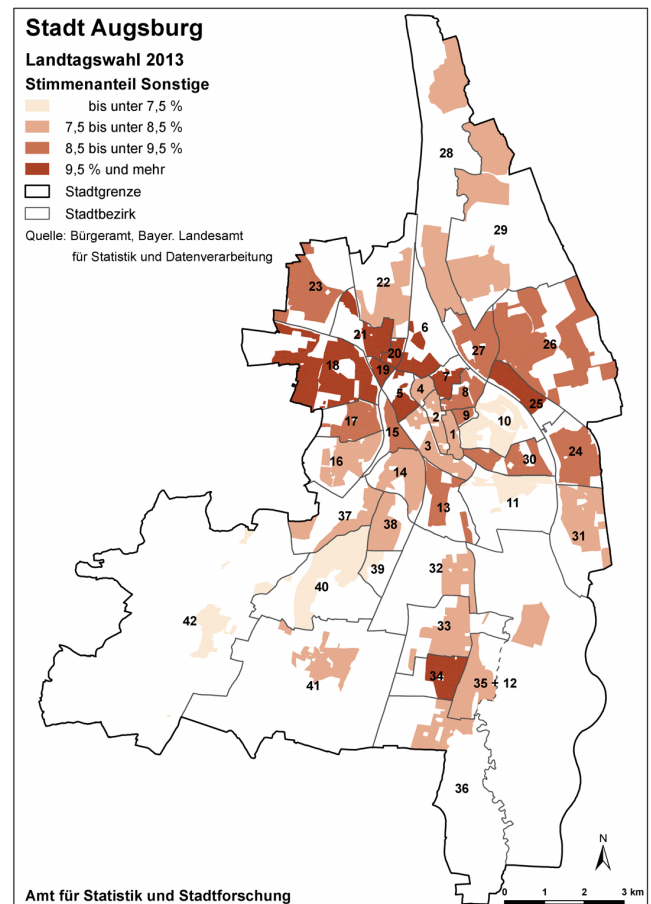 Stadt Augsburg
Landtagswahl 2013
Stimmenanteil Sonstige
bis unter 7,5 %
7,5 bis unter 8,5 %
8,5 bis unter 9,5 %
9,5 % und mehr
Stadtgrenze
Stadtbezirk
Quelle: Bürgeramt, Bayer. Landesamt
für Statistik und Datenverarbeitung
28
29
22
23
6
21
20
27
26
18
19
7
5
4
8
25
17
2
9
10
15
3
1
16
14
30
24
11
13
37
38
31
32
39
40
42
33
34
35 + 12
41
36
N
Amt für Statistik und Stadtforschung
0 1 2 3 km